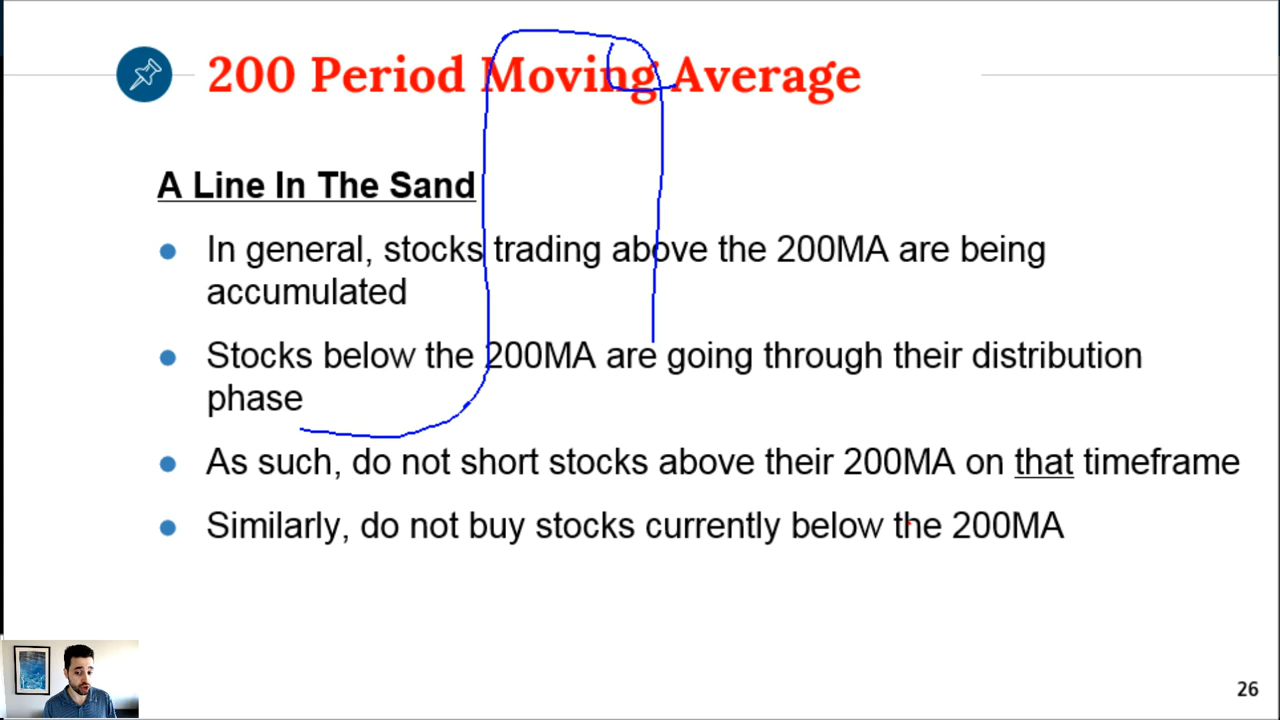 200 Period Moving Average
A Line In The Sand
In general, stocks trading above the 200MA are being
accumulated
Stocks below the 200MA are going through their distribution
phase
As such, do not short stocks above their 200MA on that timeframe
Similarly, do not buy stocks currently below the 200MA
26